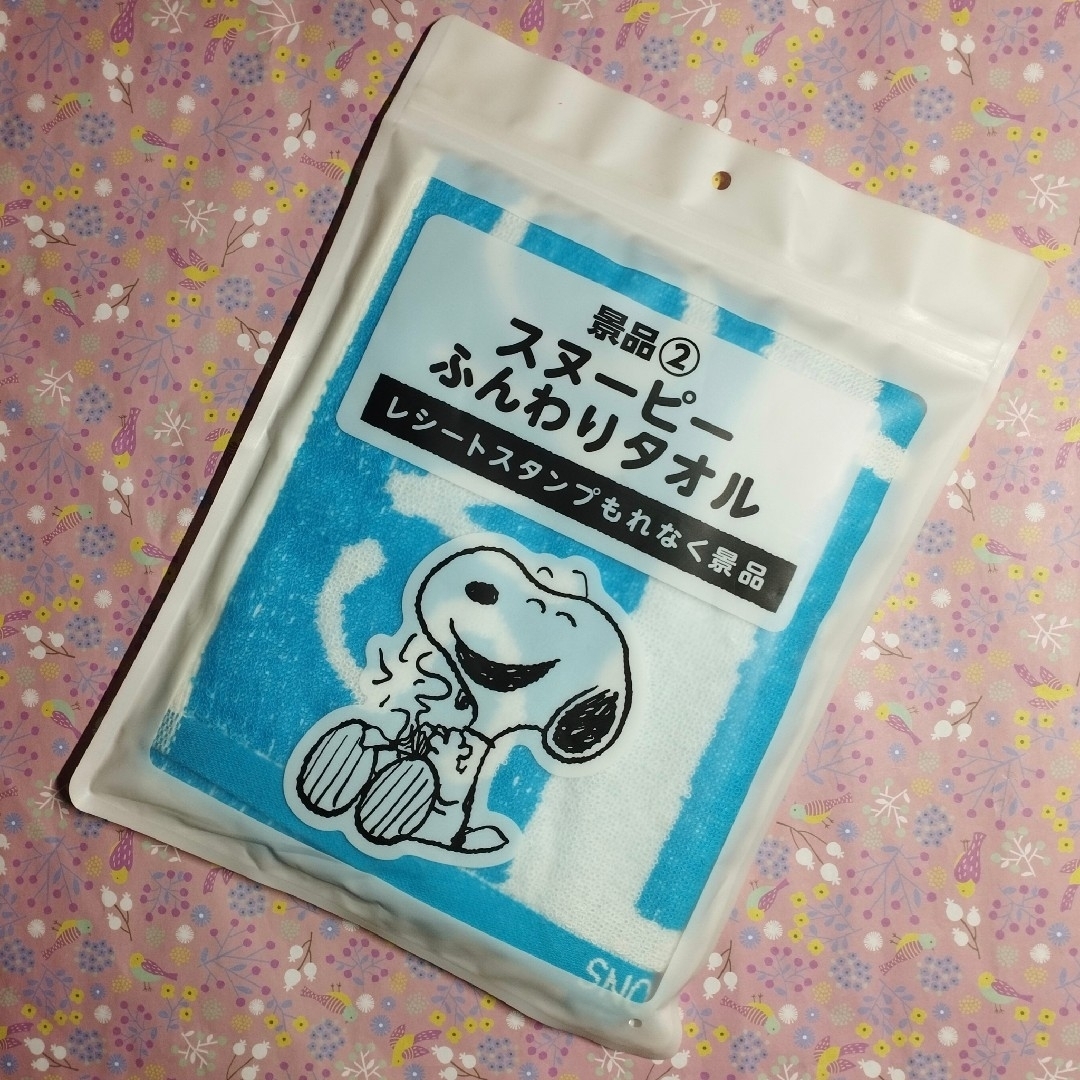 景品②
スヌーピー
ふんわりタオル
レシートスタンプもれなく景品